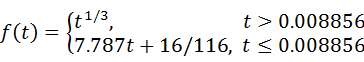 f(t) = { t^{1/3}, t > 0.008856
7.787t + 16/116, t ≤ 0.008856